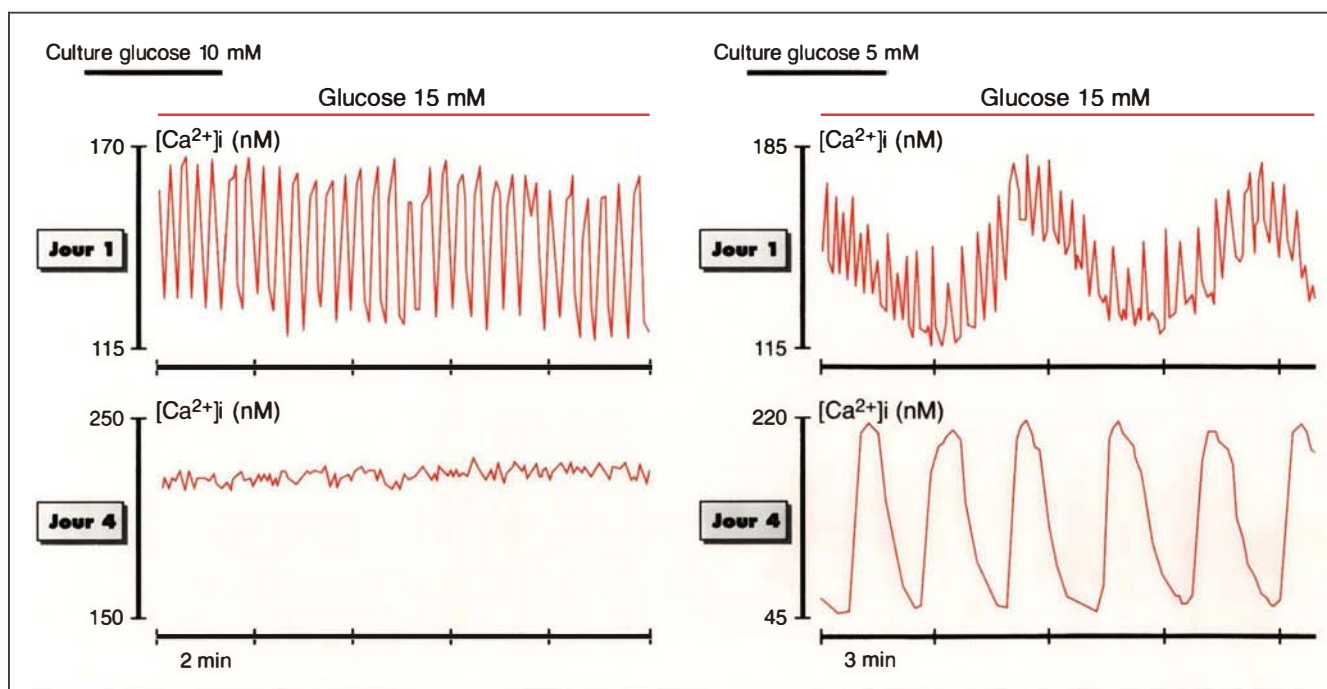 Culture glucose 10 mM
Glucose 15 mM
[Ca²⁺]i (nM)
170
Jour 1
115
[Ca²⁺]i (nM)
250
Jour 4
150
2 min
Culture glucose 5 mM
Glucose 15 mM
[Ca²⁺]i (nM)
185
Jour 1
115
[Ca²⁺]i (nM)
220
Jour 4
45
3 min